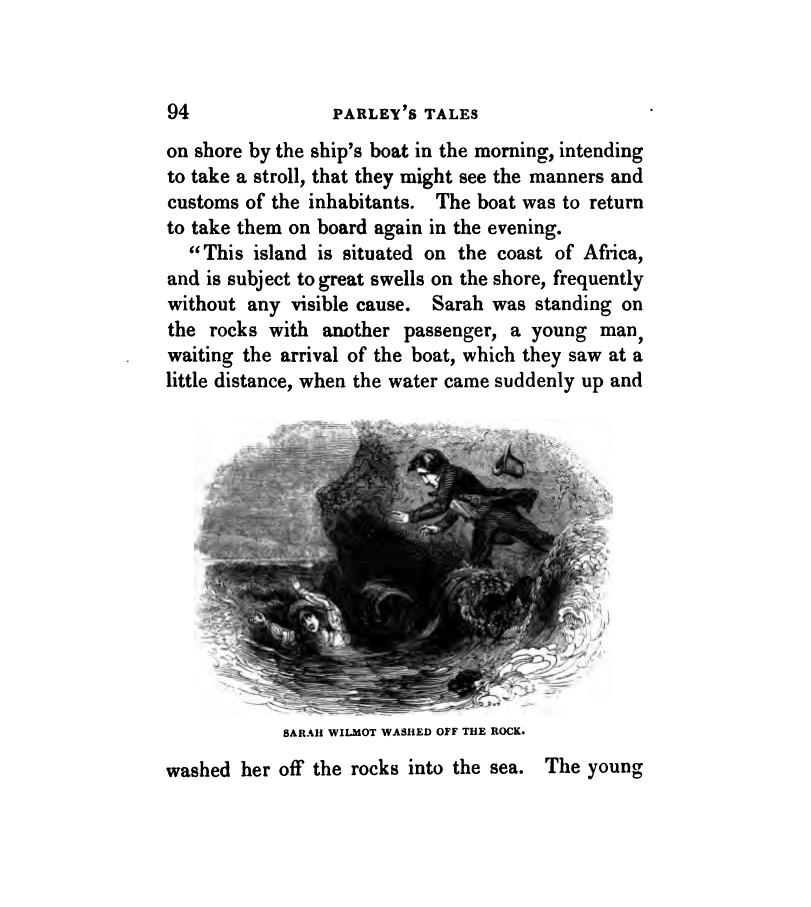 94 PARLEY'S TALES
on shore by the ship's boat in the morning, intending
to take a stroll, that they might see the manners and
customs of the inhabitants. The boat was to return
to take them on board again in the evening.
"This island is situated on the coast of Africa,
and is subject to great swells on the shore, frequently
without any visible cause. Sarah was standing on
the rocks with another passenger, a young man,
waiting the arrival of the boat, which they saw at a
little distance, when the water came suddenly up and
SARAH WILMOT WASHED OFF THE ROCK.
washed her off the rocks into the sea. The young